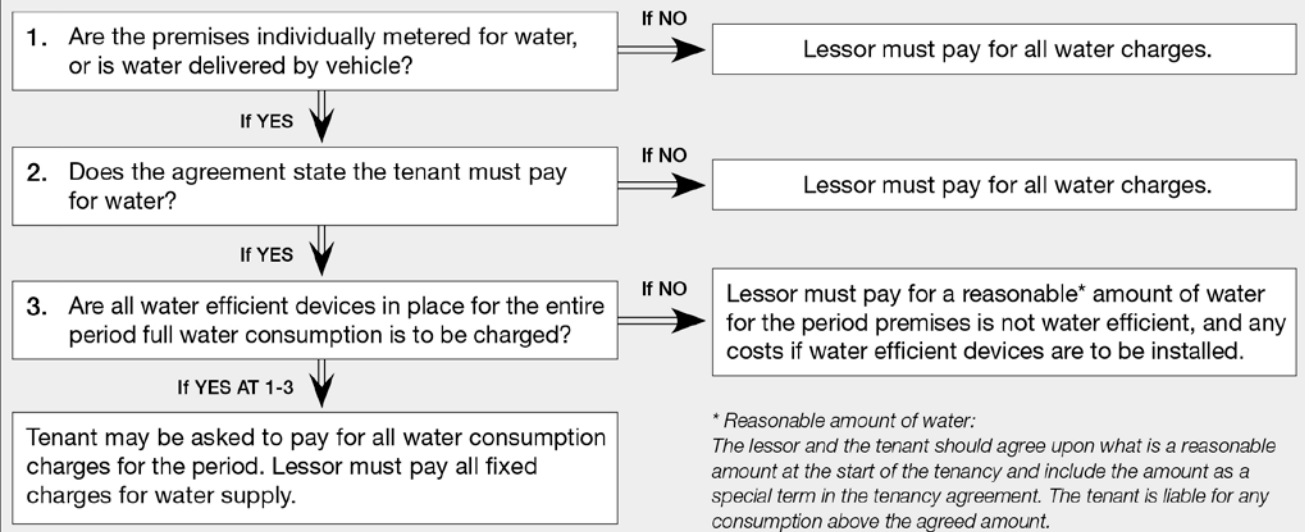 1. Are the premises individually metered for water,
or is water delivered by vehicle?
If NO
Lessor must pay for all water charges.
If YES
2. Does the agreement state the tenant must pay
for water?
If NO
Lessor must pay for all water charges.
If YES
3. Are all water efficient devices in place for the entire
period full water consumption is to be charged?
If NO
Lessor must pay for a reasonable* amount of water
for the period premises is not water efficient, and any
costs if water efficient devices are to be installed.
If YES AT 1-3
Tenant may be asked to pay for all water consumption
charges for the period. Lessor must pay all fixed
charges for water supply.
* Reasonable amount of water:
The lessor and the tenant should agree upon what is a reasonable
amount at the start of the tenancy and include the amount as a
special term in the tenancy agreement. The tenant is liable for any
consumption above the agreed amount.